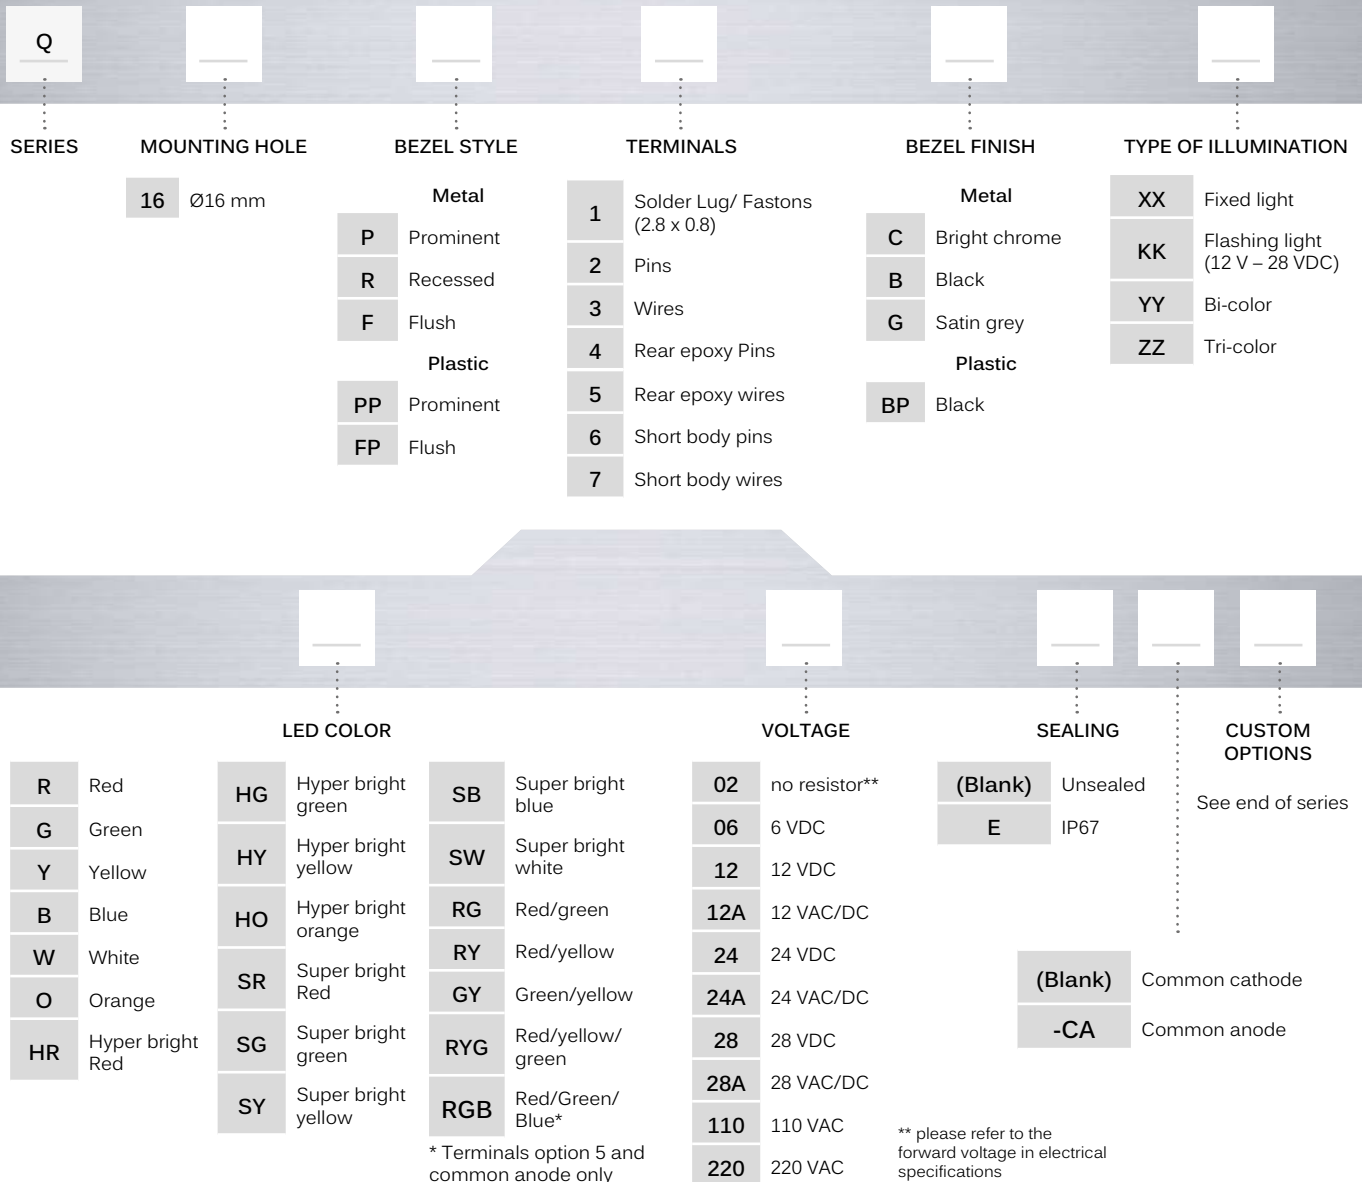 Q
SERIES
MOUNTING HOLE
BEZEL STYLE
TERMINALS
BEZEL FINISH
TYPE OF ILLUMINATION
16 Ø16 mm
Metal
P Prominent
R Recessed
F Flush
Plastic
PP Prominent
FP Flush
1 Solder Lug/ Fastons
(2.8 x 0.8)
2 Pins
3 Wires
4 Rear epoxy Pins
5 Rear epoxy wires
6 Short body pins
7 Short body wires
Metal
C Bright chrome
B Black
G Satin grey
Plastic
BP Black
XX Fixed light
KK Flashing light
(12 V – 28 VDC)
YY Bi-color
ZZ Tri-color
LED COLOR
R Red
G Green
Y Yellow
B Blue
W White
O Orange
HR Hyper bright
Red
HG Hyper bright
green
HY Hyper bright
yellow
HO Hyper bright
orange
SR Super bright
Red
SG Super bright
green
SY Super bright
yellow
SB Super bright
blue
SW Super bright
white
RG Red/green
RY Red/yellow
GY Green/yellow
RYG Red/yellow/
green
RGB Red/Green/
Blue*
* Terminals option 5 and
common anode only
VOLTAGE
02 no resistor**
06 6 VDC
12 12 VDC
12A 12 VAC/DC
24 24 VDC
24A 24 VAC/DC
28 28 VDC
28A 28 VAC/DC
110 110 VAC
220 220 VAC
** please refer to the
forward voltage in electrical
specifications
SEALING
(Blank) Unsealed
E IP67
(Blank) Common cathode
-CA Common anode
CUSTOM
OPTIONS
See end of series